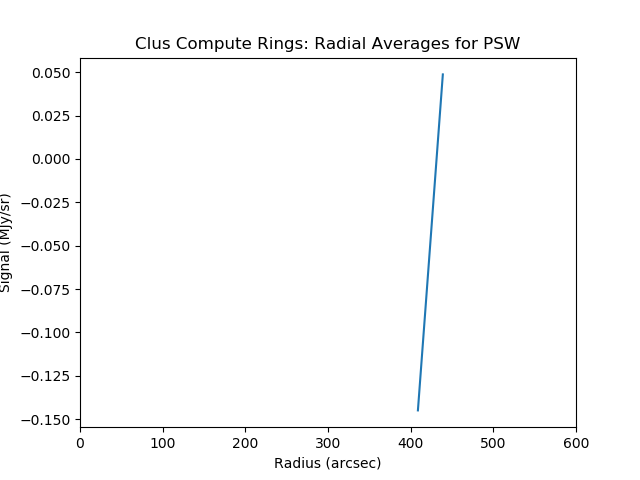 Clus Compute Rings: Radial Averages for PSW
0.050
0.025
0.000
−0.025
−0.050
−0.075
−0.100
−0.125
−0.150
Signal (MJy/sr)
0 100 200 300 400 500 600
Radius (arcsec)